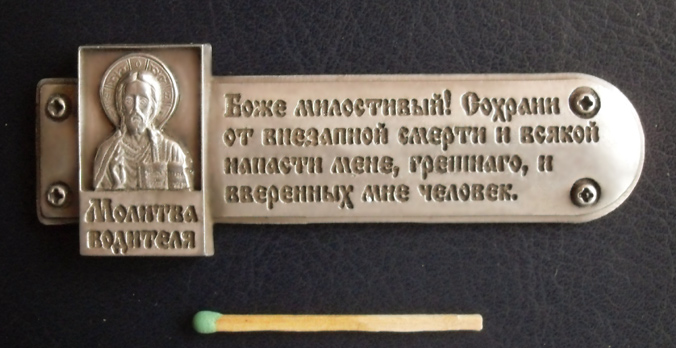 Молитва
водителя
Боже милостивый! Сохрани
от внезапной смерти и всякой
напасти мене, грешнаго, и
вверенных мне человек.